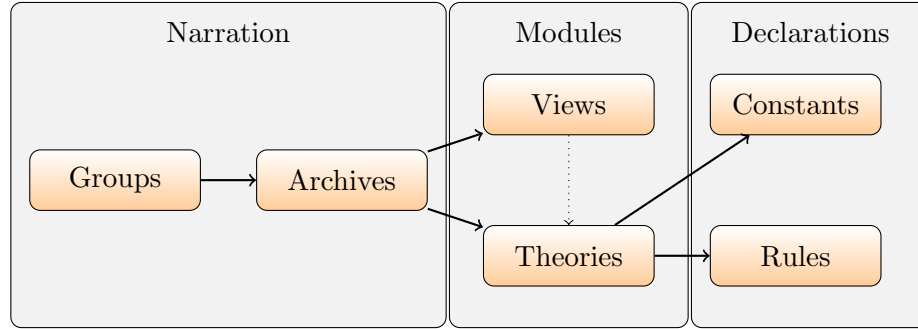 Narration
Modules
Declarations
Views
Constants
Groups
Archives
Theories
Rules